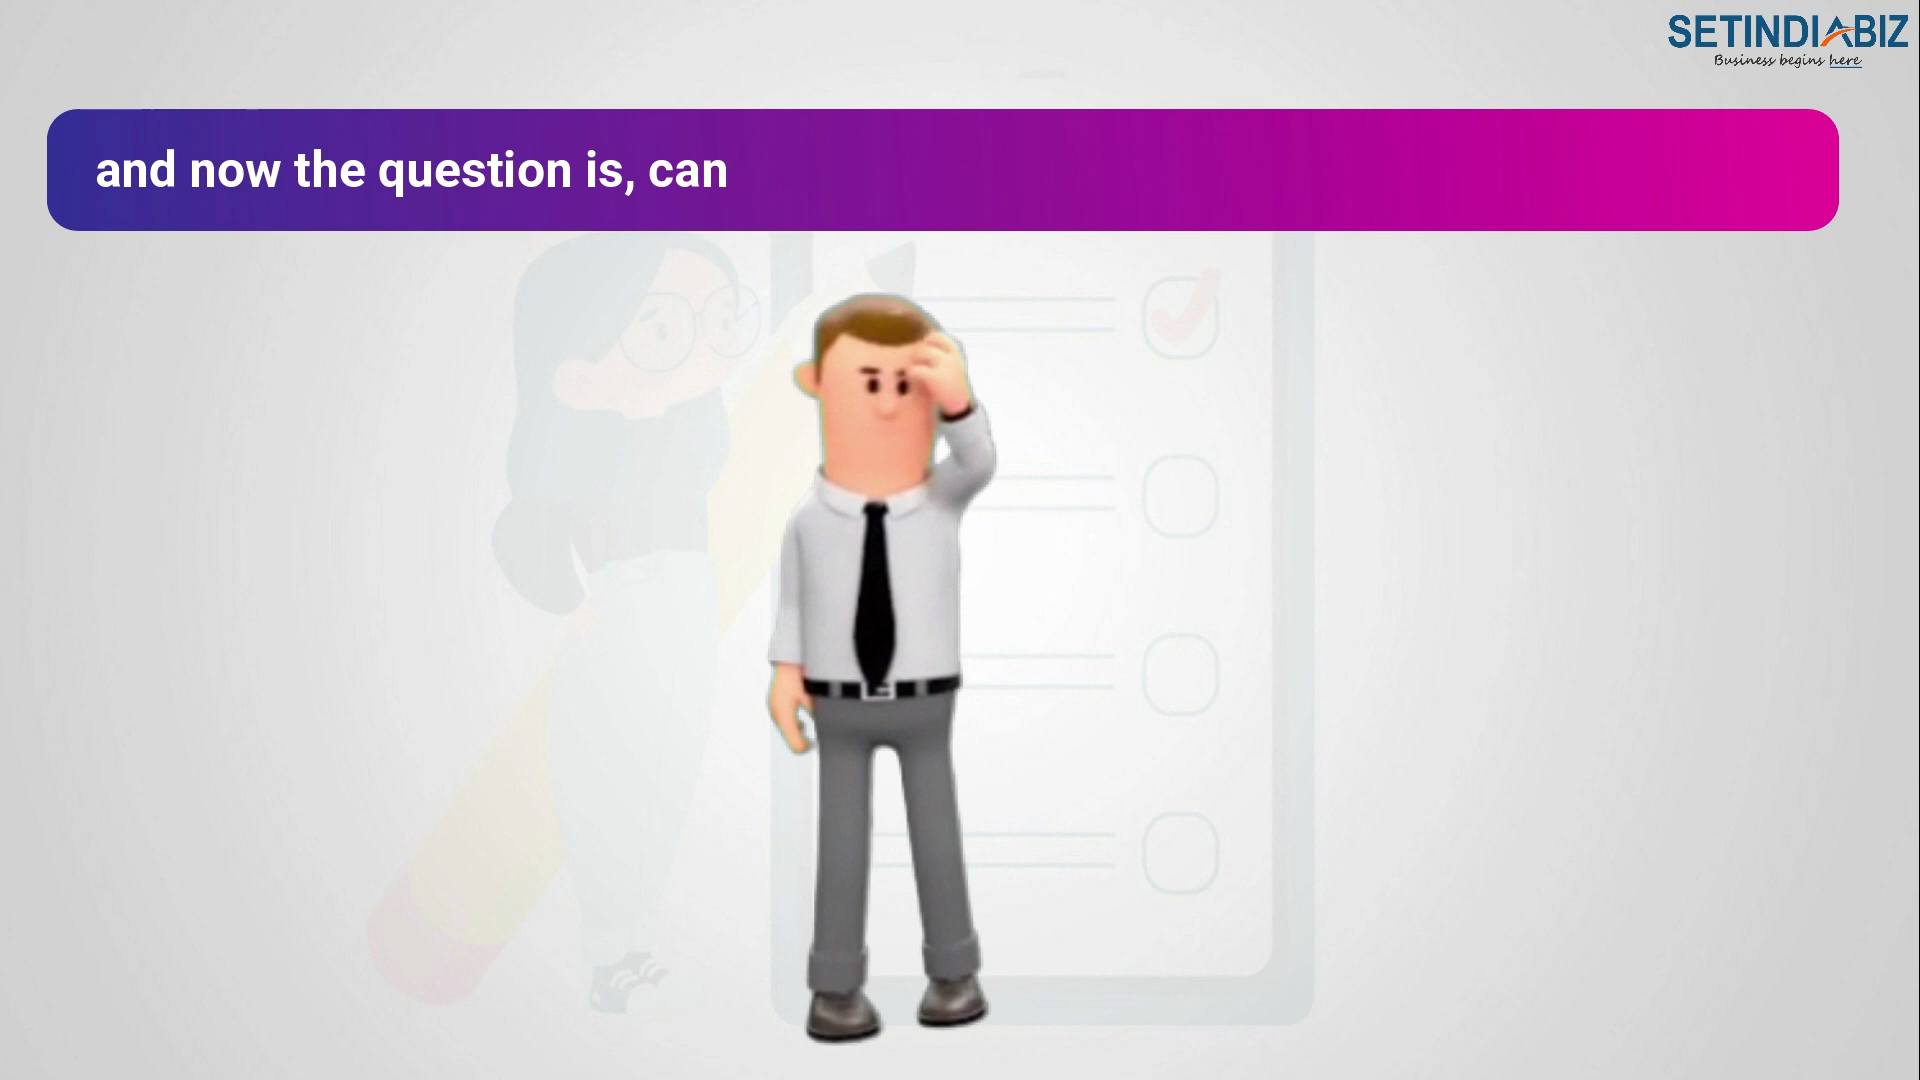 SETINDIABIZ
Business begins here
and now the question is, can